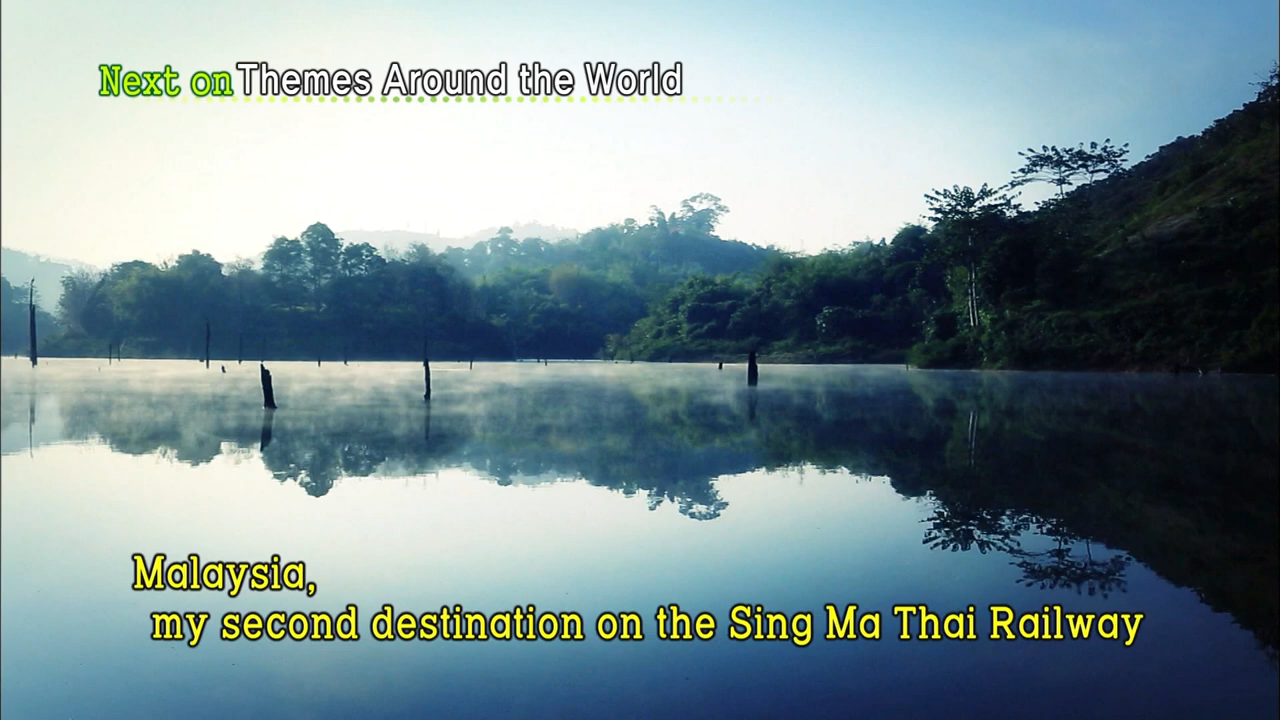 Next on Themes Around the World
Malaysia,
my second destination on the Sing Ma Thai Railway